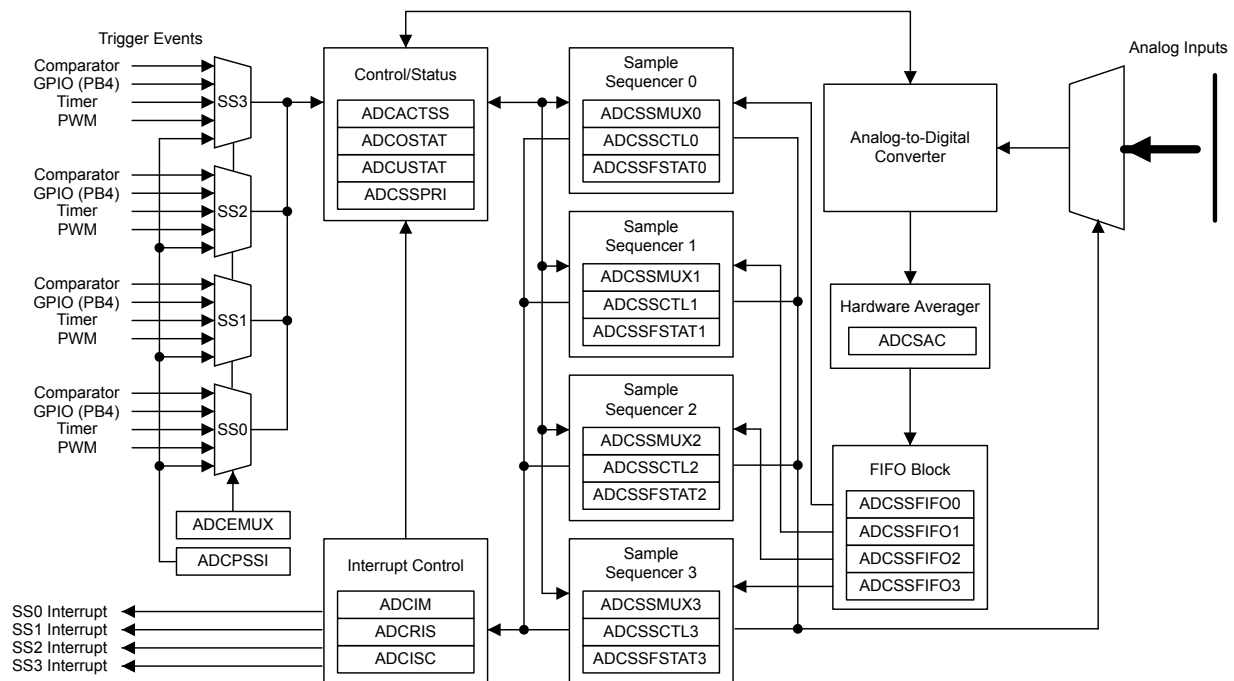 Trigger Events
Comparator
GPIO (PB4)
Timer
PWM
SS3
Comparator
GPIO (PB4)
Timer
PWM
SS2
Comparator
GPIO (PB4)
Timer
PWM
SS1
Comparator
GPIO (PB4)
Timer
PWM
SS0
ADCEMUX
ADCPSSI
SS0 Interrupt
SS1 Interrupt
SS2 Interrupt
SS3 Interrupt
Control/Status
ADCACTSS
ADCOSTAT
ADCUSTAT
ADCSSPRI
Interrupt Control
ADCIM
ADCRIS
ADCISC
Sample
Sequencer 0
ADCSSMUX0
ADCSSCTL0
ADCSSFSTAT0
Sample
Sequencer 1
ADCSSMUX1
ADCSSCTL1
ADCSSFSTAT1
Sample
Sequencer 2
ADCSSMUX2
ADCSSCTL2
ADCSSFSTAT2
Sample
Sequencer 3
ADCSSMUX3
ADCSSCTL3
ADCSSFSTAT3
Analog-to-Digital
Converter
Hardware Averager
ADCSAC
FIFO Block
ADCSSFIFO0
ADCSSFIFO1
ADCSSFIFO2
ADCSSFIFO3
Analog Inputs